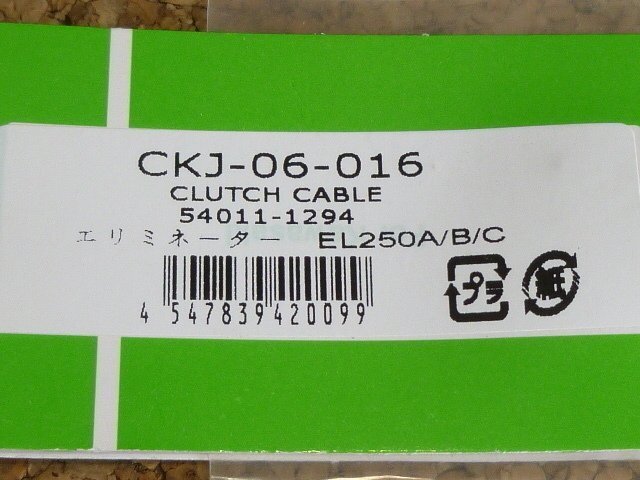 CKJ-06-016
CLUTCH CABLE
54011-1294
エリミネーター EL250A/B/C
プラ 紙
4 547839 420099